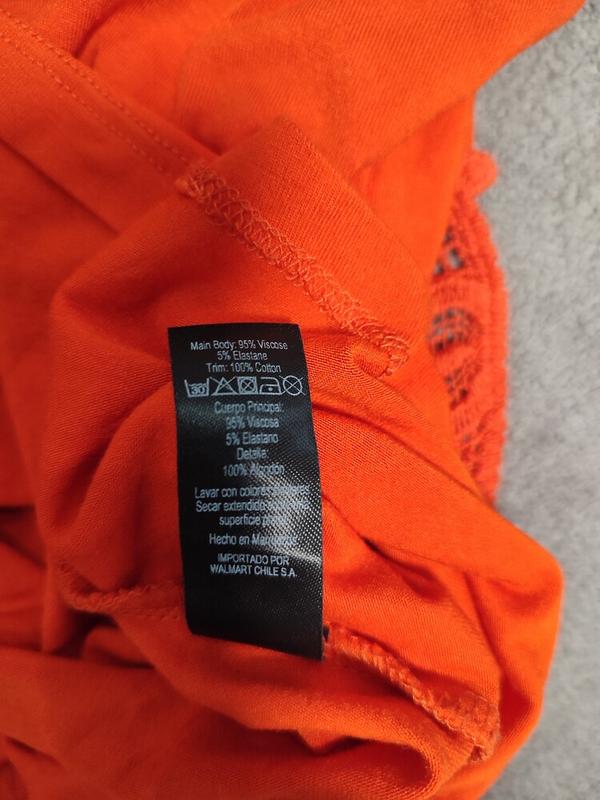 Main Body: 95% Viscose
5% Elastane
Trim: 100% Cotton
30
Cuerpo Principal:
95% Viscosa
5% Elastano
Detalle:
100% Algodón
Lavar con colores
Secar extendido
superficie
Hecho en
IMPORTADO POR
WALMART CHILE S.A.